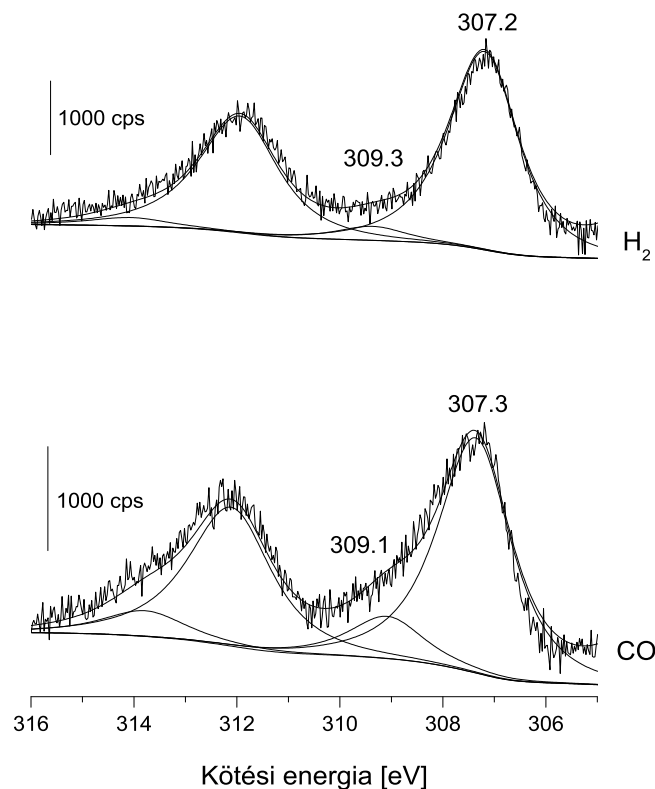 307.2
1000 cps
309.3
H₂
307.3
1000 cps
309.1
CO
316 314 312 310 308 306
Kötési energia [eV]